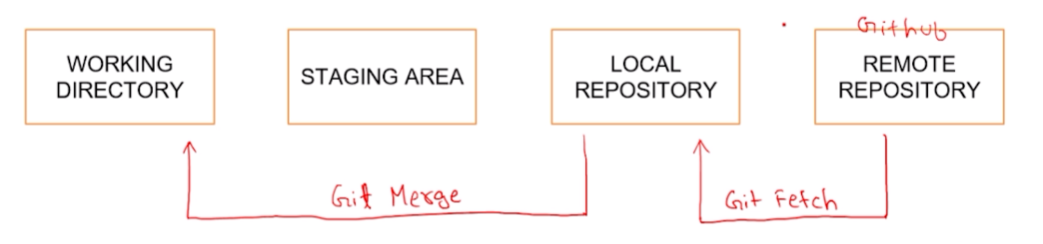 Github
WORKING
DIRECTORY
STAGING AREA
LOCAL
REPOSITORY
REMOTE
REPOSITORY
Git Merge
Git Fetch